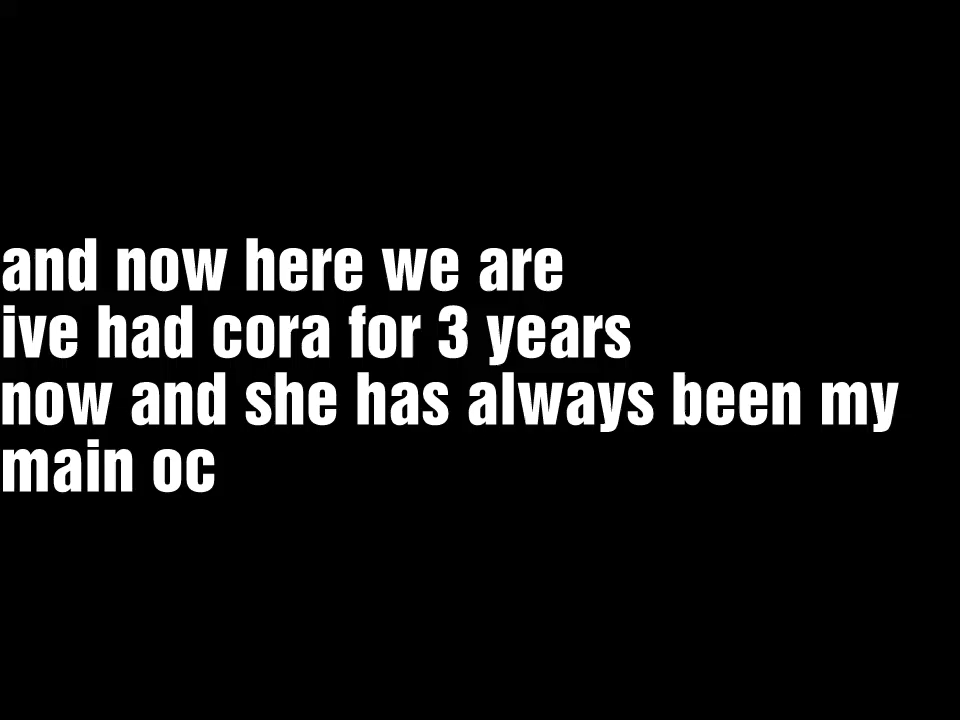 and now here we are
ive had cora for 3 years
now and she has always been my
main oc